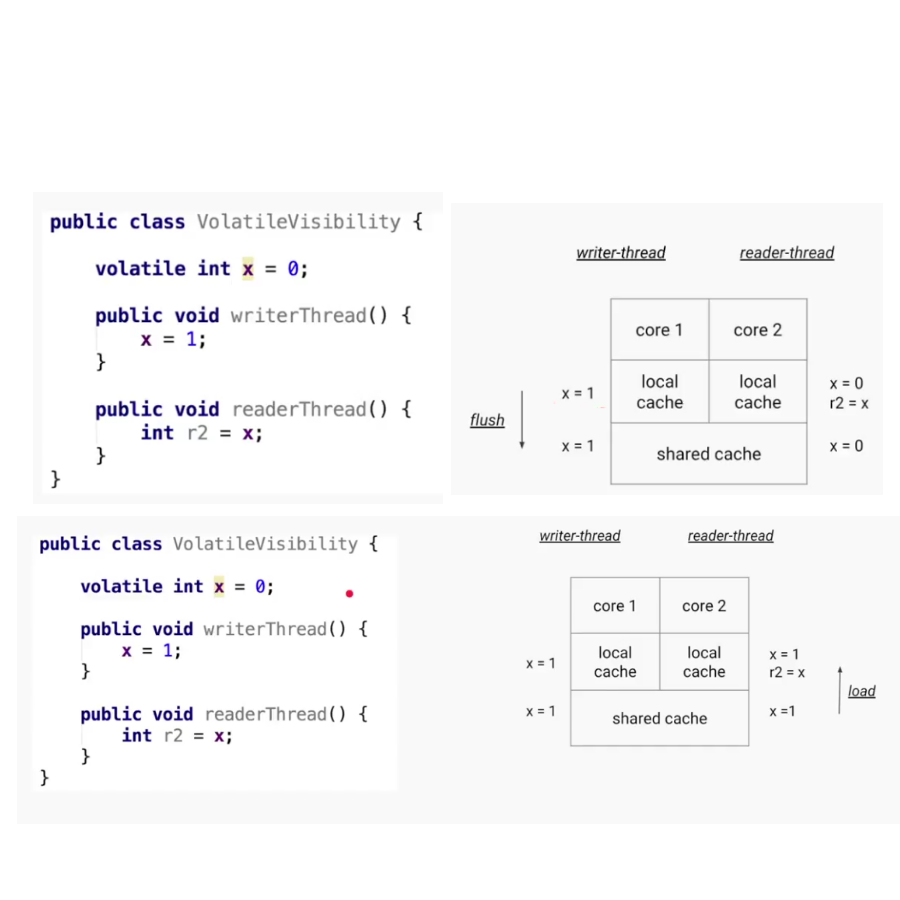 public class VolatileVisibility {
volatile int x = 0;
public void writerThread() {
x = 1;
}
public void readerThread() {
int r2 = x;
}
}
writer-thread reader-thread
core 1 core 2
local cache local cache
x = 1
x = 0
r2 = x
flush
x = 1
shared cache
x = 0
public class VolatileVisibility {
volatile int x = 0;
public void writerThread() {
x = 1;
}
public void readerThread() {
int r2 = x;
}
}
writer-thread reader-thread
core 1 core 2
local cache local cache
x = 1
x = 1
r2 = x
load
x = 1
shared cache
x =1